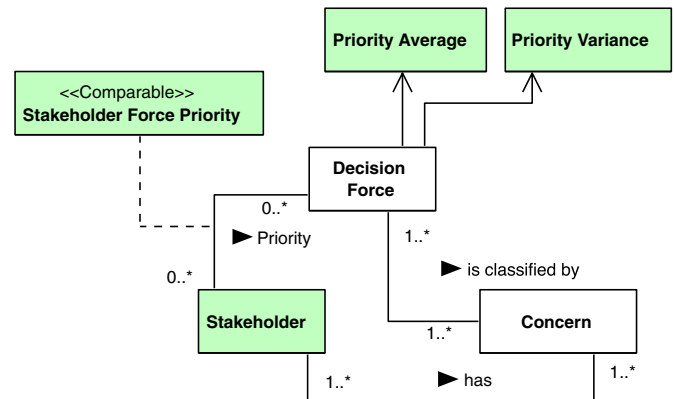 Priority Average
Priority Variance
<<Comparable>>
Stakeholder Force Priority
Decision
Force
0..*
► Priority
1..*
0..*
► is classified by
Stakeholder
1..*
Concern
1..*
► has
1..*